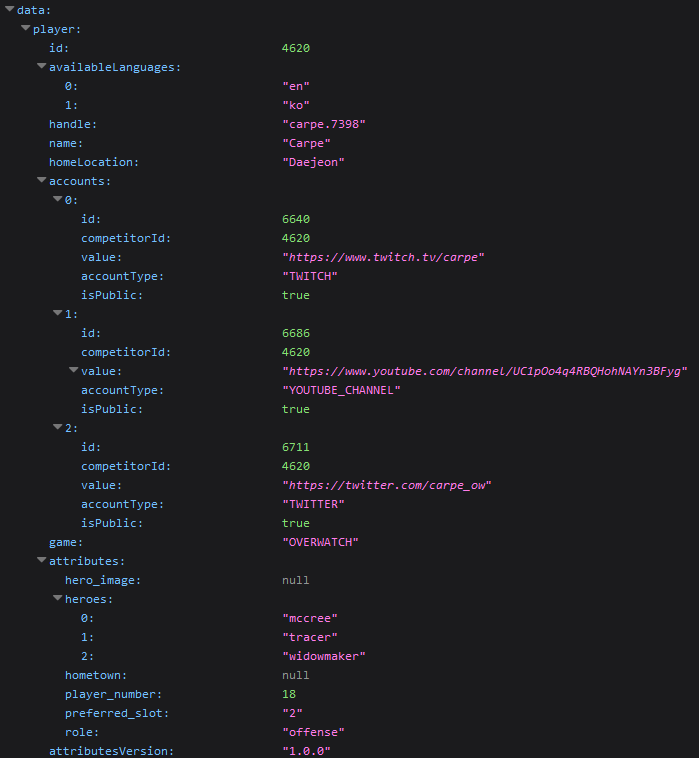 data:
player:
id: 4620
availableLanguages:
0: "en"
1: "ko"
handle: "carpe.7398"
name: "Carpe"
homeLocation: "Daejeon"
accounts:
0:
id: 6640
competitorId: 4620
value: "https://www.twitch.tv/carpe"
accountType: "TWITCH"
isPublic: true
1:
id: 6686
competitorId: 4620
value: "https://www.youtube.com/channel/UC1pOo4q4RBQHohNAYn3BFyg"
accountType: "YOUTUBE_CHANNEL"
isPublic: true
2:
id: 6711
competitorId: 4620
value: "https://twitter.com/carpe_ow"
accountType: "TWITTER"
isPublic: true
game: "OVERWATCH"
attributes:
hero_image: null
heroes:
0: "mccree"
1: "tracer"
2: "widowmaker"
hometown: null
player_number: 18
preferred_slot: "2"
role: "offense"
attributesVersion: "1.0.0"